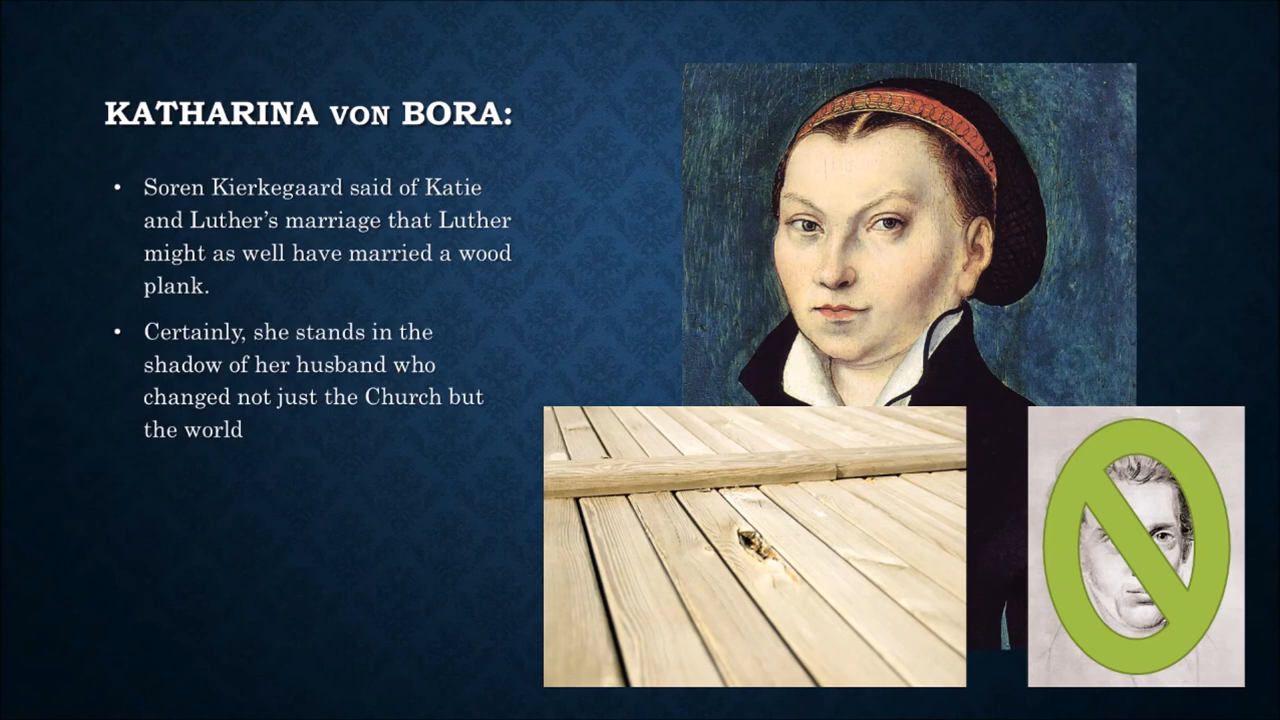 KATHARINA VON BORA:
• Soren Kierkegaard said of Katie
and Luther’s marriage that Luther
might as well have married a wood
plank.
• Certainly, she stands in the
shadow of her husband who
changed not just the Church but
the world